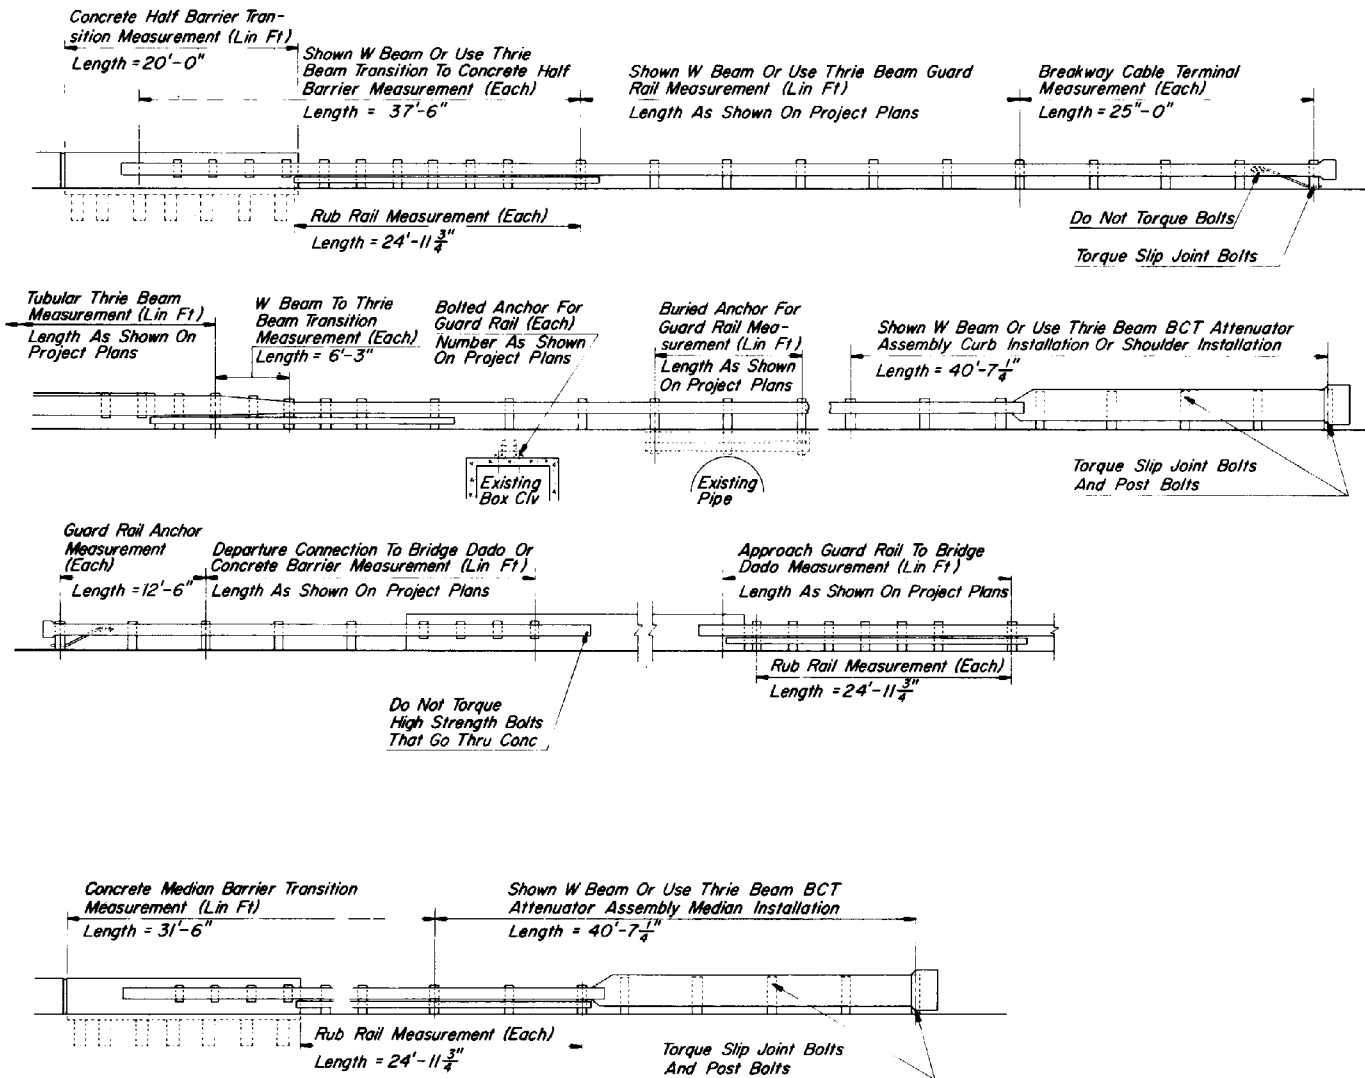 Concrete Half Barrier Tran-
sition Measurement (Lin Ft)
Length = 20'-0"
Shown W Beam Or Use Thrie
Beam Transition To Concrete Half
Barrier Measurement (Each)
Length = 37'-6"
Shown W Beam Or Use Thrie Beam Guard
Rail Measurement (Lin Ft)
Length As Shown On Project Plans
Breakway Cable Terminal
Measurement (Each)
Length = 25"-0"
Rub Rail Measurement (Each)
Length = 24'-11 3/4"
Do Not Torque Bolts
Torque Slip Joint Bolts
Tubular Thrie Beam
Measurement (Lin Ft)
Length As Shown On
Project Plans
W Beam To Thrie
Beam Transition
Measurement (Each)
Length = 6'-3"
Bolted Anchor For
Guard Rail (Each)
Number As Shown
On Project Plans
Buried Anchor For
Guard Rail Mea-
surement (Lin Ft)
Length As Shown
On Project Plans
Shown W Beam Or Use Thrie Beam BCT Attenuator
Assembly Curb Installation Or Shoulder Installation
Length = 40'-7 1/4"
Existing
Box Clv
Existing
Pipe
Torque Slip Joint Bolts
And Post Bolts
Guard Rail Anchor
Measurement
(Each)
Length = 12'-6"
Departure Connection To Bridge Dado Or
Concrete Barrier Measurement (Lin Ft)
Length As Shown On Project Plans
Approach Guard Rail To Bridge
Dado Measurement (Lin Ft)
Length As Shown On Project Plans
Rub Rail Measurement (Each)
Length = 24'-11 3/4"
Do Not Torque
High Strength Bolts
That Go Thru Conc
Concrete Median Barrier Transition
Measurement (Lin Ft)
Length = 31'-6"
Shown W Beam Or Use Thrie Beam BCT
Attenuator Assembly Median Installation
Length = 40'-7 1/4"
Rub Rail Measurement (Each)
Length = 24'-11 3/4"
Torque Slip Joint Bolts
And Post Bolts